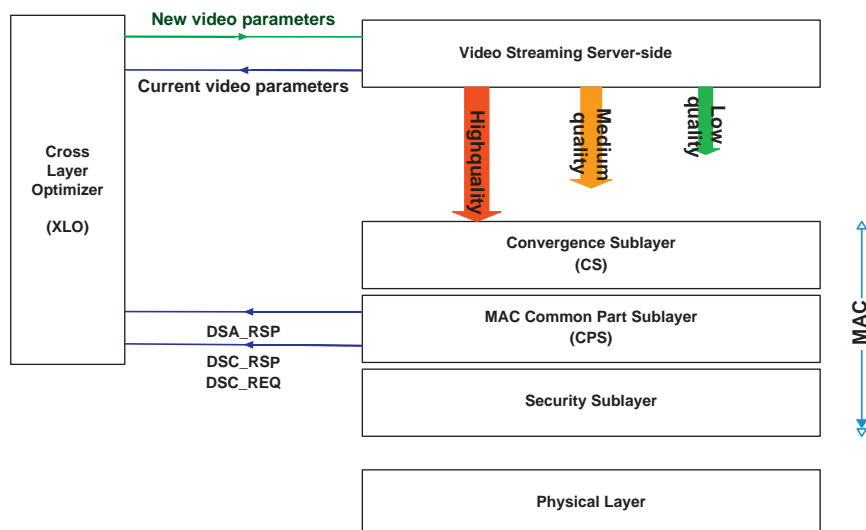 New video parameters
Video Streaming Server-side
Current video parameters
Highquality
Medium
quality
Low
quality
Cross
Layer
Optimizer
(XLO)
Convergence Sublayer
(CS)
MAC
MAC Common Part Sublayer
(CPS)
DSA_RSP
DSC_RSP
DSC_REQ
Security Sublayer
Physical Layer